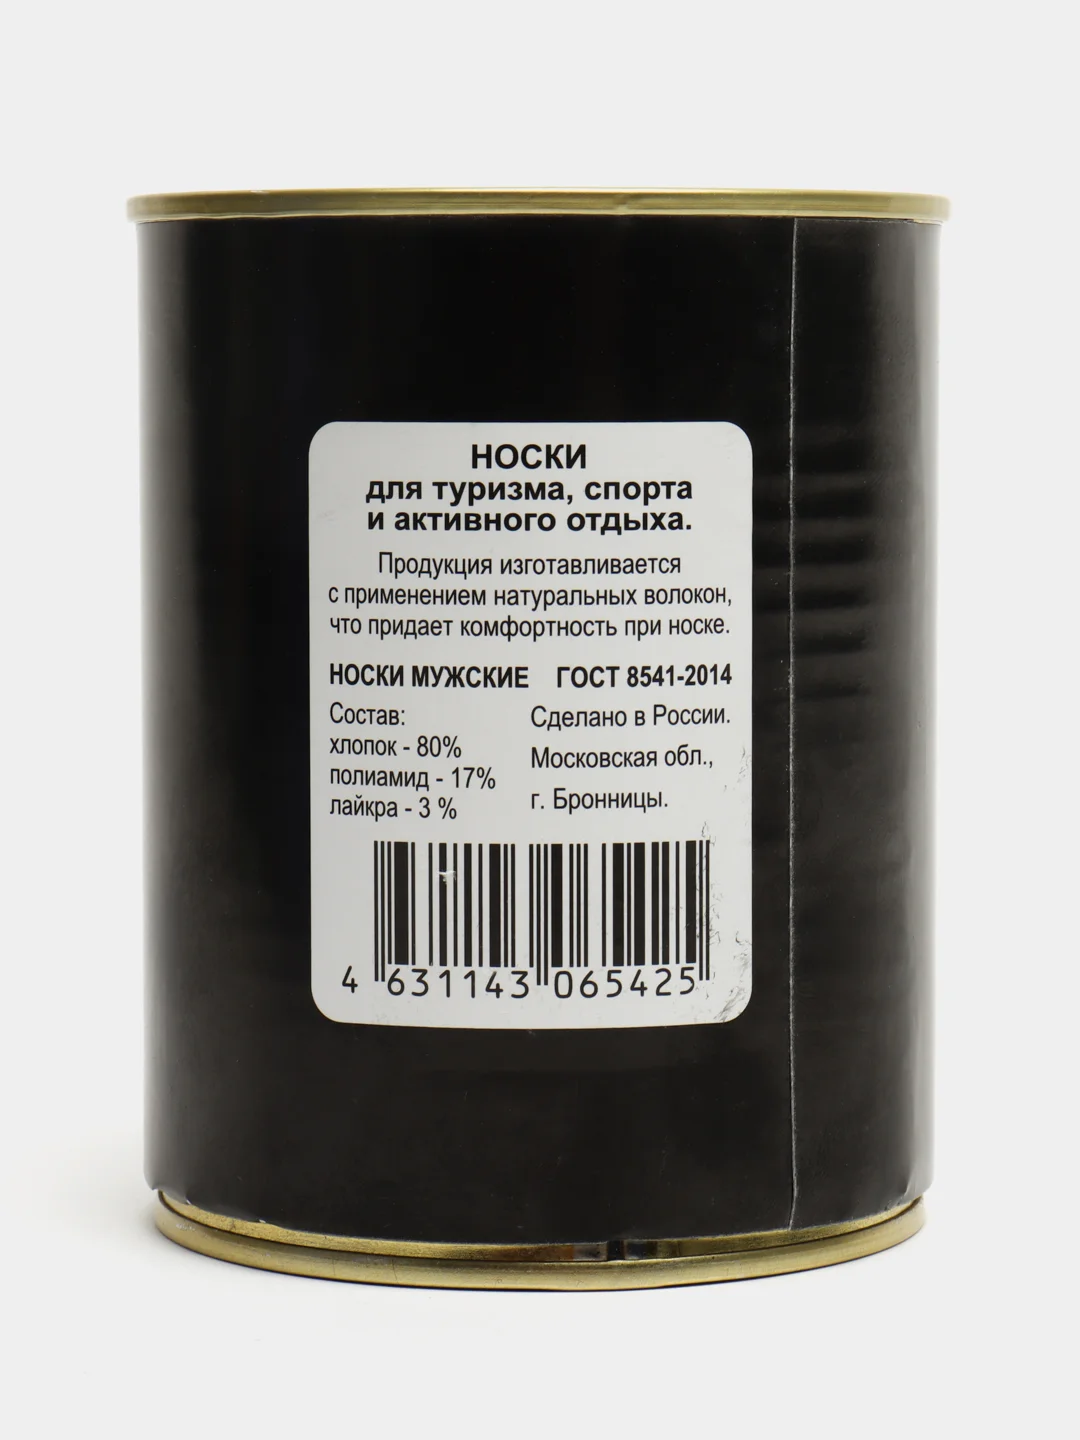 НОСКИ
для туризма, спорта
и активного отдыха.
Продукция изготавливается
с применением натуральных волокон,
что придает комфортность при носке.
НОСКИ МУЖСКИЕ ГОСТ 8541-2014
Состав:
хлопок - 80%
полиамид - 17%
лайкра - 3 %
Сделано в России.
Московская обл.,
г. Бронницы.
4 631143 065425